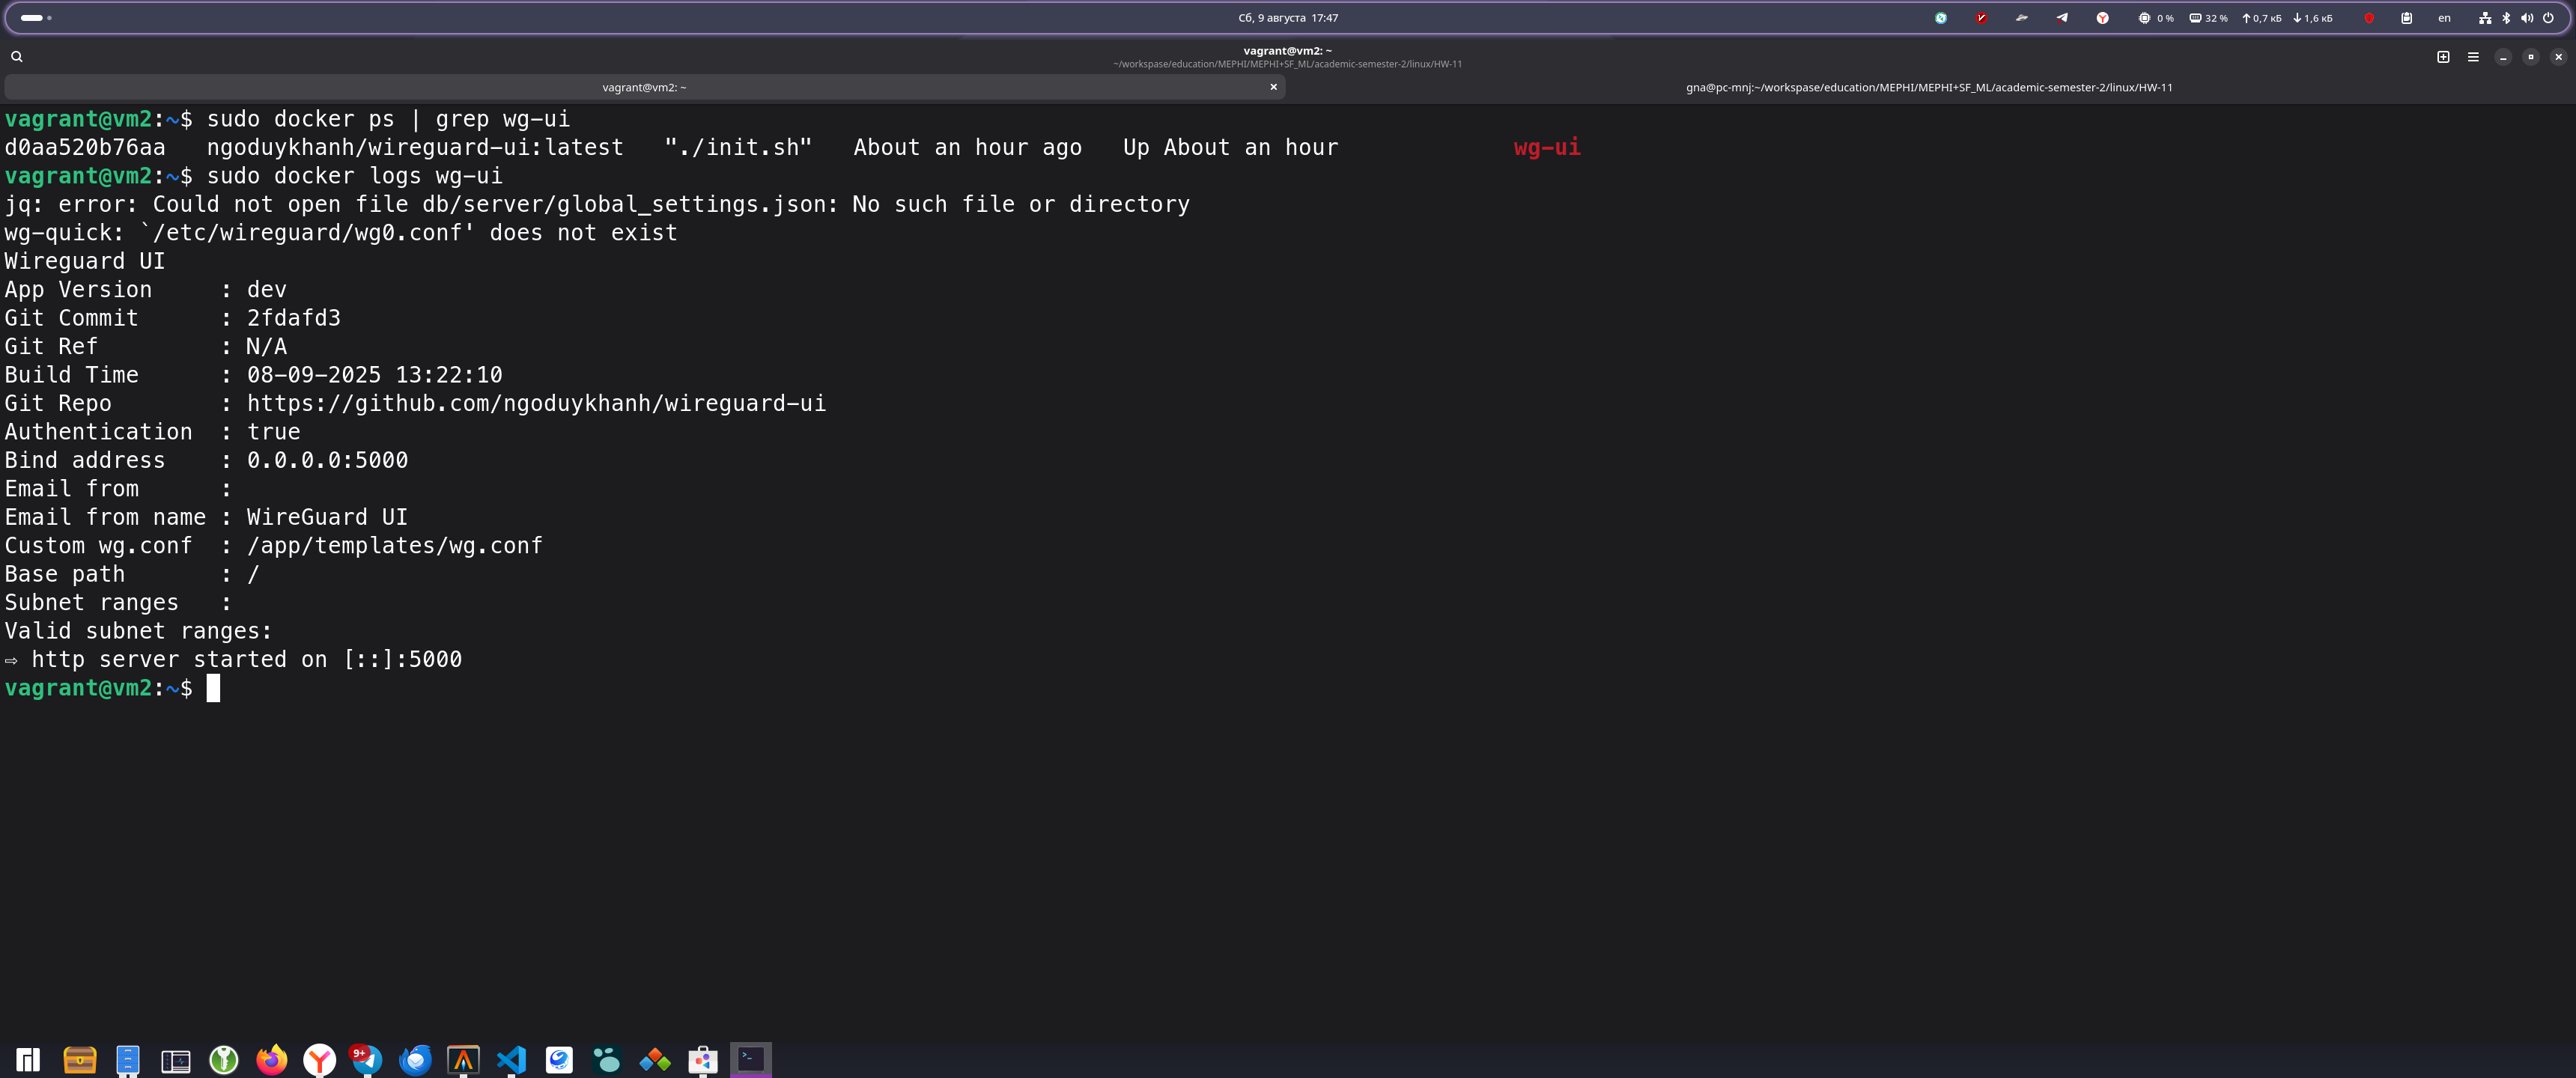 Сб, 9 августа 17:47
0 %
32 %
0,7 кБ
1,6 кБ
en
vagrant@vm2: ~
~/workspase/education/MEPHI/MEPHI+SF_ML/academic-semester-2/linux/HW-11
vagrant@vm2: ~
gna@pc-mnj:~/workspase/education/MEPHI/MEPHI+SF_ML/academic-semester-2/linux/HW-11
vagrant@vm2:~$ sudo docker ps | grep wg-ui
d0aa520b76aa   ngoduykhanh/wireguard-ui:latest   "./init.sh"   About an hour ago   Up About an hour             wg-ui
vagrant@vm2:~$ sudo docker logs wg-ui
jq: error: Could not open file db/server/global_settings.json: No such file or directory
wg-quick: `/etc/wireguard/wg0.conf' does not exist
Wireguard UI
App Version     : dev
Git Commit      : 2fdafd3
Git Ref         : N/A
Build Time      : 08-09-2025 13:22:10
Git Repo        : https://github.com/ngoduykhanh/wireguard-ui
Authentication  : true
Bind address    : 0.0.0.0:5000
Email from      :
Email from name : WireGuard UI
Custom wg.conf  : /app/templates/wg.conf
Base path       : /
Subnet ranges   :
Valid subnet ranges:
⇨ http server started on [::]:5000
vagrant@vm2:~$
9+